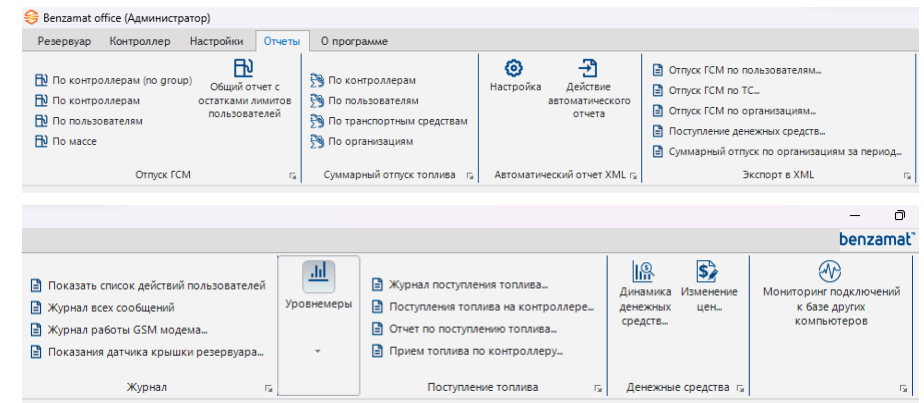 Benzamat office (Администратор)
Резервуар Контроллер Настройки Отчеты О программе
По контроллерам (no group)
По контроллерам
По пользователям
По массе
Общий отчет с
остатками лимитов
пользователей
Отпуск ГСМ
По контроллерам
По пользователям
По транспортным средствам
По организациям
Суммарный отпуск топлива
Настройка
Действие
автоматического
отчета
Автоматический отчет XML
Отпуск ГСМ по пользователям...
Отпуск ГСМ по ТС...
Отпуск ГСМ по организациям...
Поступление денежных средств...
Суммарный отпуск по организациям за период...
Экспорт в XML
benzamat
Показать список действий пользователей
Журнал всех сообщений
Журнал работы GSM модема...
Показания датчика крышки резервуара...
Журнал
Уровнемеры
Журнал поступления топлива...
Поступления топлива на контроллере...
Отчет по поступлению топлива...
Прием топлива по контроллеру...
Поступление топлива
Динамика
денежных
средств...
Изменение
цен...
Денежные средства
Мониторинг подключений
к базе других
компьютеров